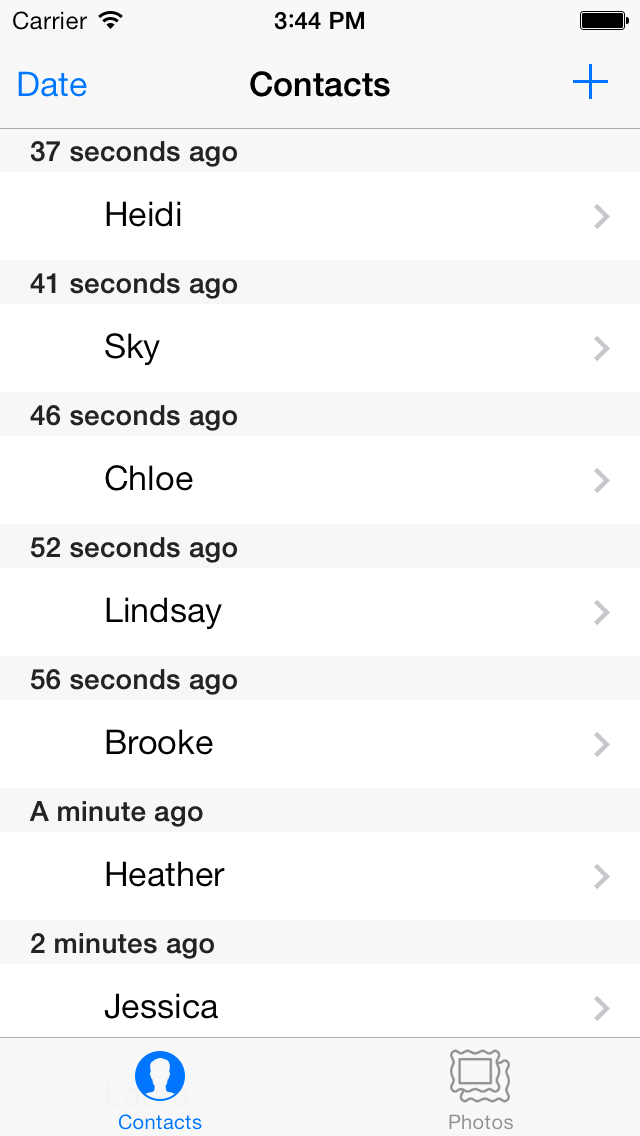 Carrier 3:44 PM
Date Contacts
37 seconds ago
Heidi
41 seconds ago
Sky
46 seconds ago
Chloe
52 seconds ago
Lindsay
56 seconds ago
Brooke
A minute ago
Heather
2 minutes ago
Jessica
Contacts Photos